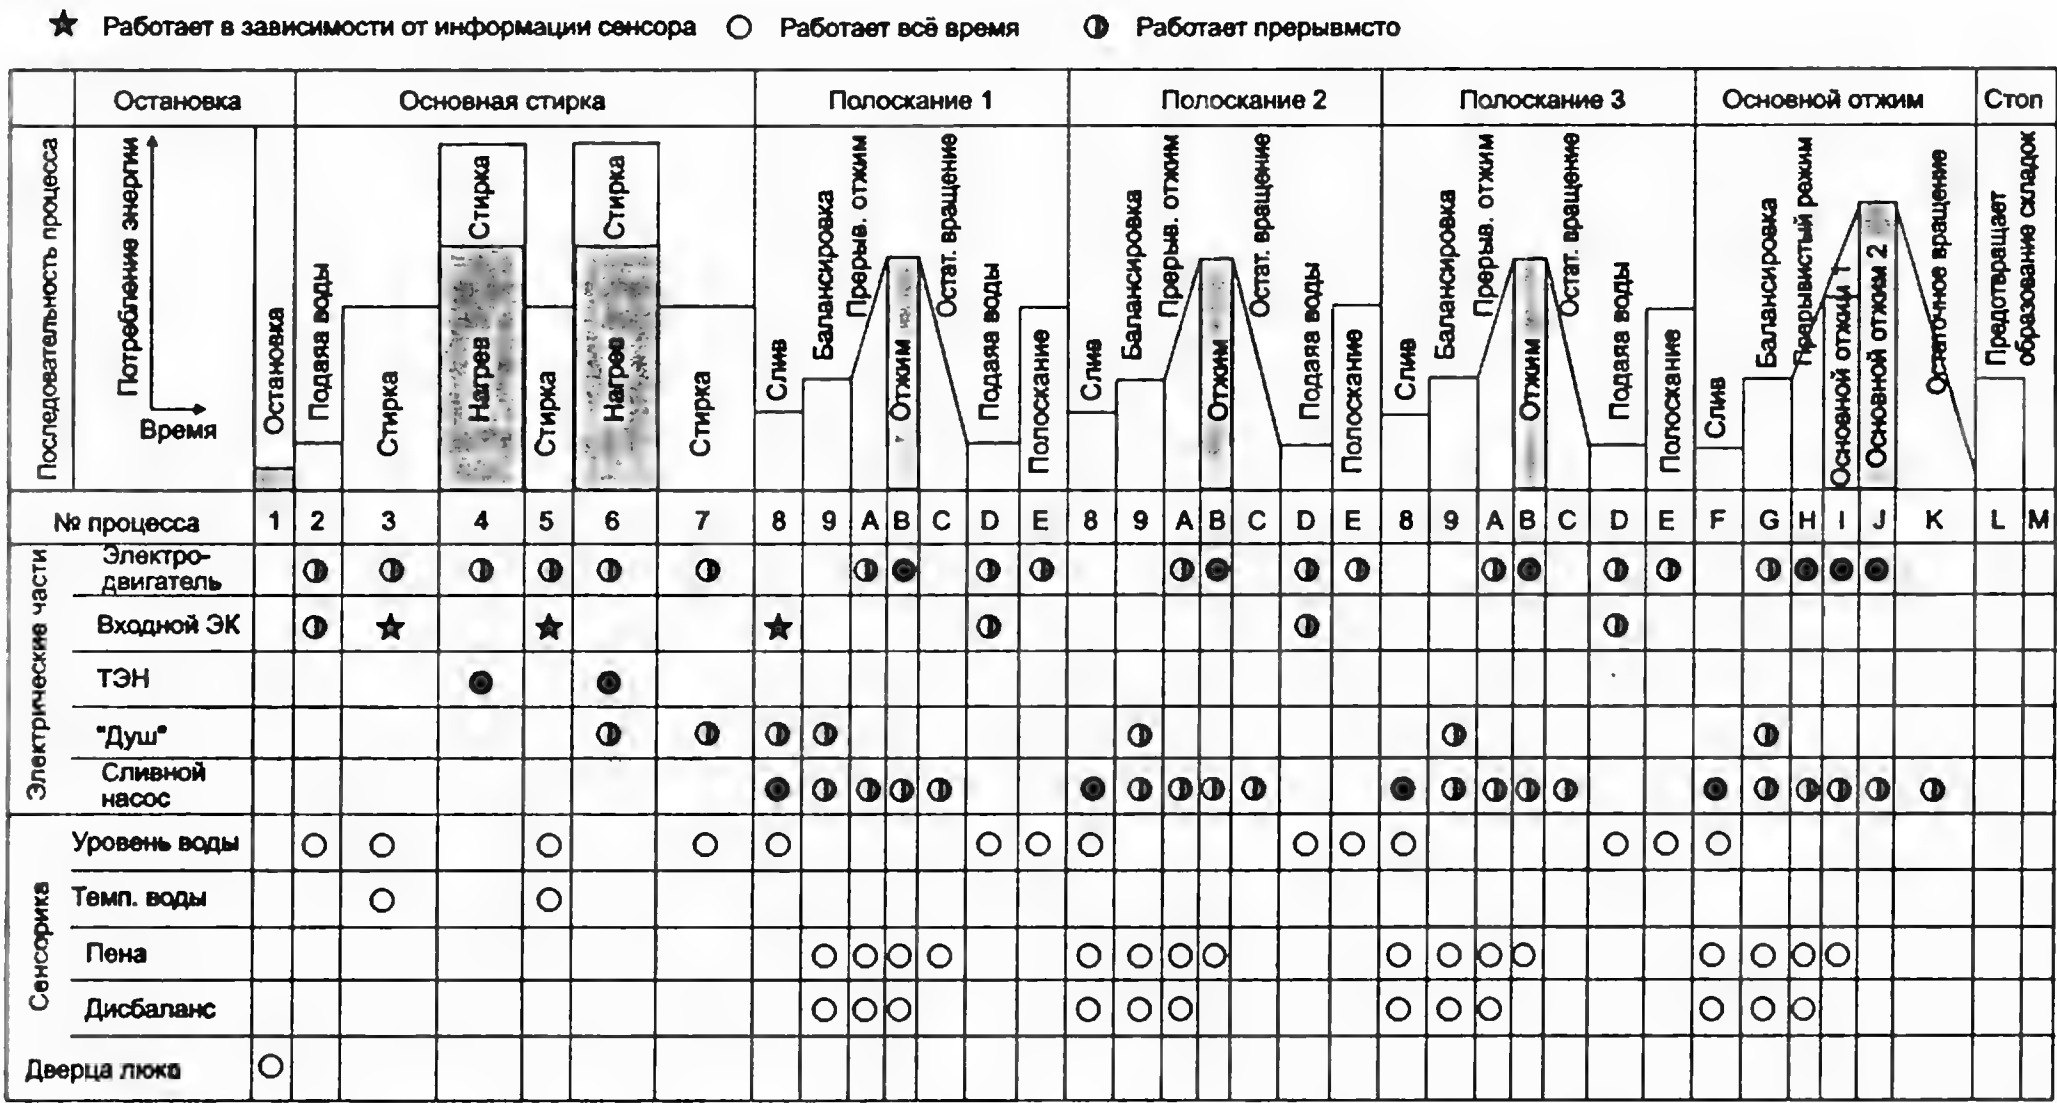 Работает в зависимости от информации сенсора Работает всё время Работает прерывмсто
Остановка Основная стирка Полоскание 1 Полоскание 2 Полоскание 3 Основной отжим Стоп
Последовательность процесса
Потребление энергии
Время
Остановка
Подаяа воды
Стирка
Нагрев
Стирка
Стирка
Нагрев
Стирка
Стирка
Слив
Балансировка
Прерыв. отжим
Отжим
Остат. вращение
Подаяа воды
Полоскание
Слив
Балансировка
Прерыв. отжим
Отжим
Остат. вращение
Подаяа воды
Полоскание
Слив
Балансировка
Прерыв. отжим
Отжим
Остат. вращение
Подаяа воды
Полоскание
Слив
Балансировка
Прерывистый режим
Основной отжим 1
Основной отжим 2
Остаточное вращение
Предотвращает
образование складок
№ процесса 1 2 3 4 5 6 7 8 9 A B C D E 8 9 A B C D E 8 9 A B C D E F G H I J K L M
Электрические части
Электро-
двигатель
Входной ЭК
ТЭН
"Душ"
Сливной
насос
Сенсорика
Уровень воды
Темп. воды
Пена
Дисбаланс
Дверца люка